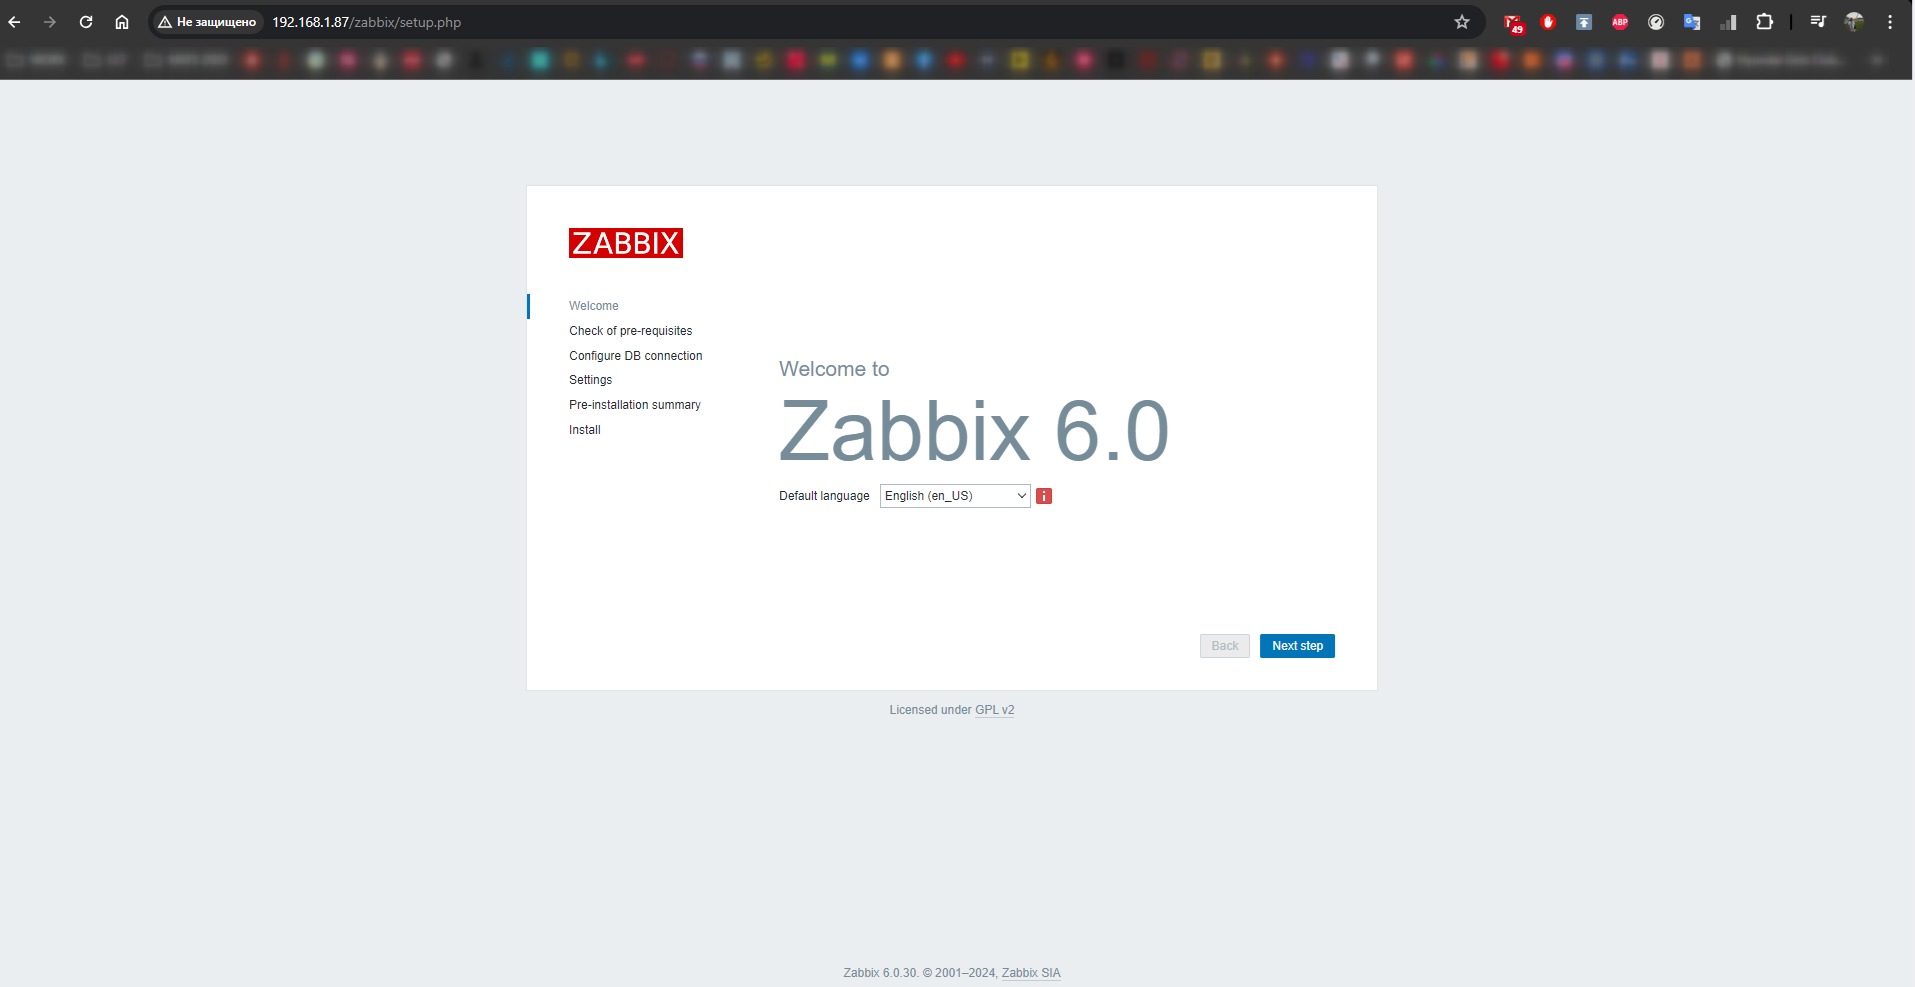 Не защищено 192.168.1.87/zabbix/setup.php
49
ABP
ZABBIX
Welcome
Check of pre-requisites
Configure DB connection
Settings
Pre-installation summary
Install
Welcome to
Zabbix 6.0
Default language English (en_US) i
Back Next step
Licensed under GPL v2
Zabbix 6.0.30. © 2001–2024, Zabbix SIA